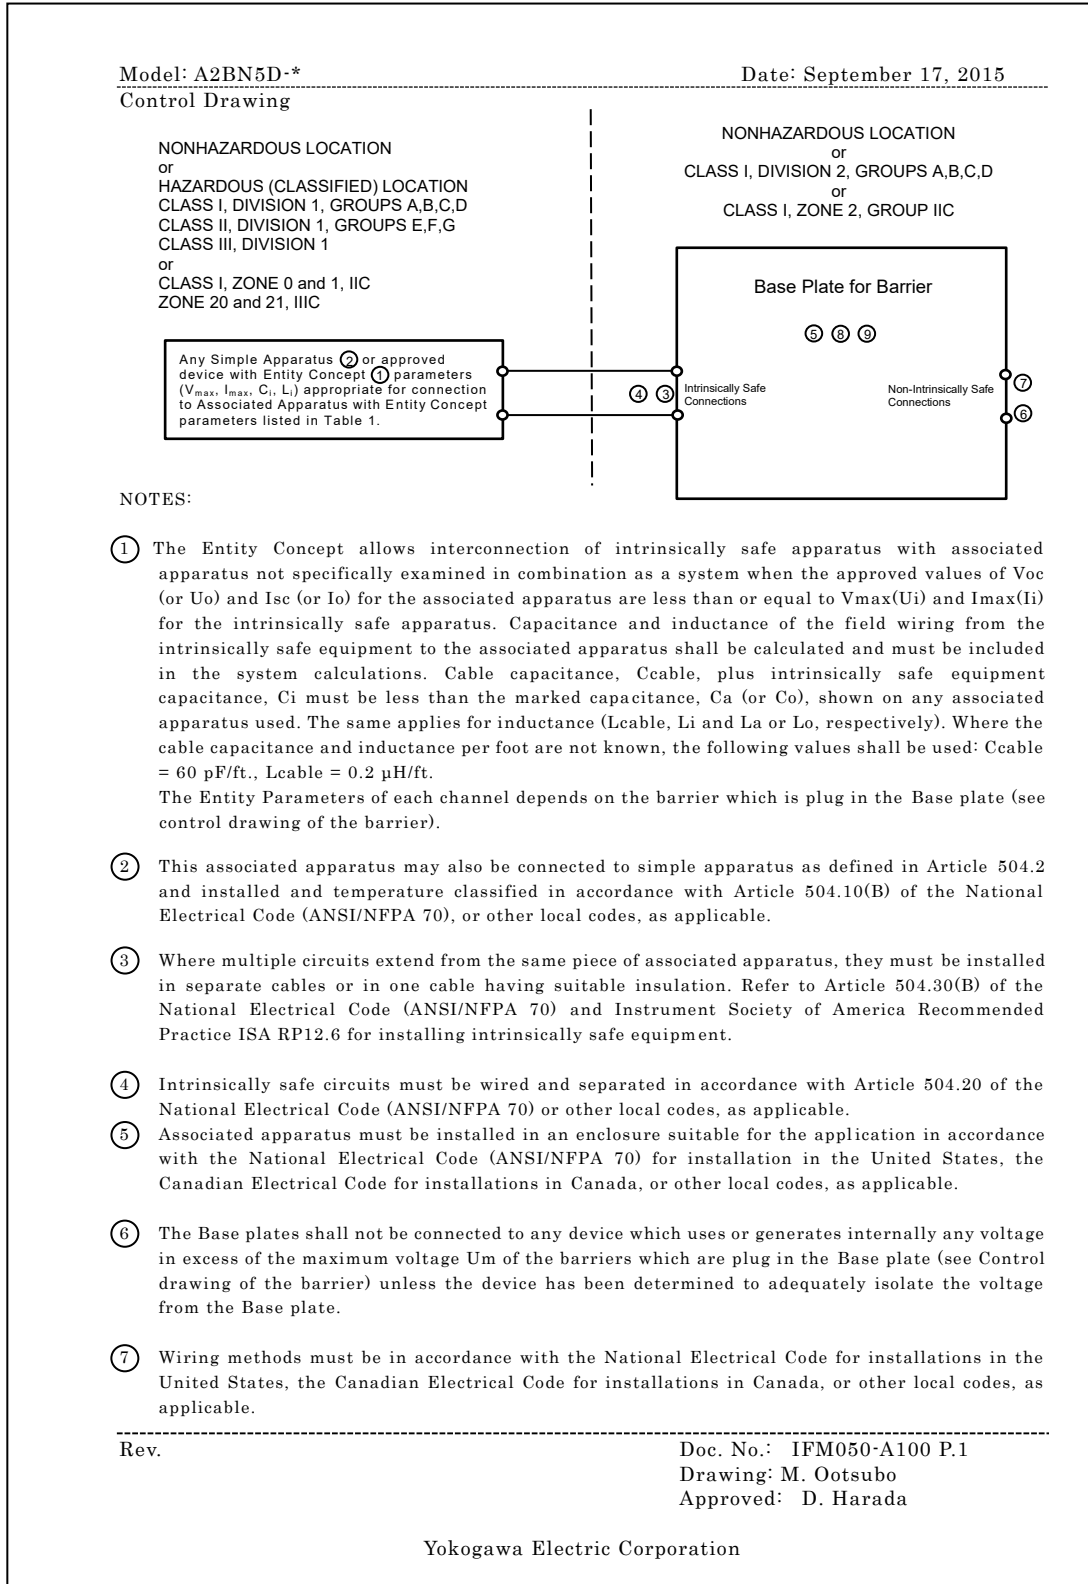 Model: A2BN5D-*
Date: September 17, 2015
Control Drawing
NONHAZARDOUS LOCATION
or
HAZARDOUS (CLASSIFIED) LOCATION
CLASS I, DIVISION 1, GROUPS A,B,C,D
CLASS II, DIVISION 1, GROUPS E,F,G
CLASS III, DIVISION 1
or
CLASS I, ZONE 0 and 1, IIC
ZONE 20 and 21, IIIC
NONHAZARDOUS LOCATION
or
CLASS I, DIVISION 2, GROUPS A,B,C,D
or
CLASS I, ZONE 2, GROUP IIC
Any Simple Apparatus ② or approved
device with Entity Concept ① parameters
(Vmax, Imax, Ci, Li) appropriate for connection
to Associated Apparatus with Entity Concept
parameters listed in Table 1.
④ ③
Base Plate for Barrier
⑤ ⑧ ⑨
Intrinsically Safe
Connections
Non-Intrinsically Safe
Connections
⑦
⑥
NOTES:
① The Entity Concept allows interconnection of intrinsically safe apparatus with associated
apparatus not specifically examined in combination as a system when the approved values of Voc
(or Uo) and Isc (or Io) for the associated apparatus are less than or equal to Vmax(Ui) and Imax(Ii)
for the intrinsically safe apparatus. Capacitance and inductance of the field wiring from the
intrinsically safe equipment to the associated apparatus shall be calculated and must be included
in the system calculations. Cable capacitance, Ccable, plus intrinsically safe equipment
capacitance, Ci must be less than the marked capacitance, Ca (or Co), shown on any associated
apparatus used. The same applies for inductance (Lcable, Li and La or Lo, respectively). Where the
cable capacitance and inductance per foot are not known, the following values shall be used: Ccable
= 60 pF/ft., Lcable = 0.2 µH/ft.
The Entity Parameters of each channel depends on the barrier which is plug in the Base plate (see
control drawing of the barrier).
② This associated apparatus may also be connected to simple apparatus as defined in Article 504.2
and installed and temperature classified in accordance with Article 504.10(B) of the National
Electrical Code (ANSI/NFPA 70), or other local codes, as applicable.
③ Where multiple circuits extend from the same piece of associated apparatus, they must be installed
in separate cables or in one cable having suitable insulation. Refer to Article 504.30(B) of the
National Electrical Code (ANSI/NFPA 70) and Instrument Society of America Recommended
Practice ISA RP12.6 for installing intrinsically safe equipment.
④ Intrinsically safe circuits must be wired and separated in accordance with Article 504.20 of the
National Electrical Code (ANSI/NFPA 70) or other local codes, as applicable.
⑤ Associated apparatus must be installed in an enclosure suitable for the application in accordance
with the National Electrical Code (ANSI/NFPA 70) for installation in the United States, the
Canadian Electrical Code for installations in Canada, or other local codes, as applicable.
⑥ The Base plates shall not be connected to any device which uses or generates internally any voltage
in excess of the maximum voltage Um of the barriers which are plug in the Base plate (see Control
drawing of the barrier) unless the device has been determined to adequately isolate the voltage
from the Base plate.
⑦ Wiring methods must be in accordance with the National Electrical Code for installations in the
United States, the Canadian Electrical Code for installations in Canada, or other local codes, as
applicable.
Rev.
Doc. No.: IFM050-A100 P.1
Drawing: M. Ootsubo
Approved: D. Harada
Yokogawa Electric Corporation